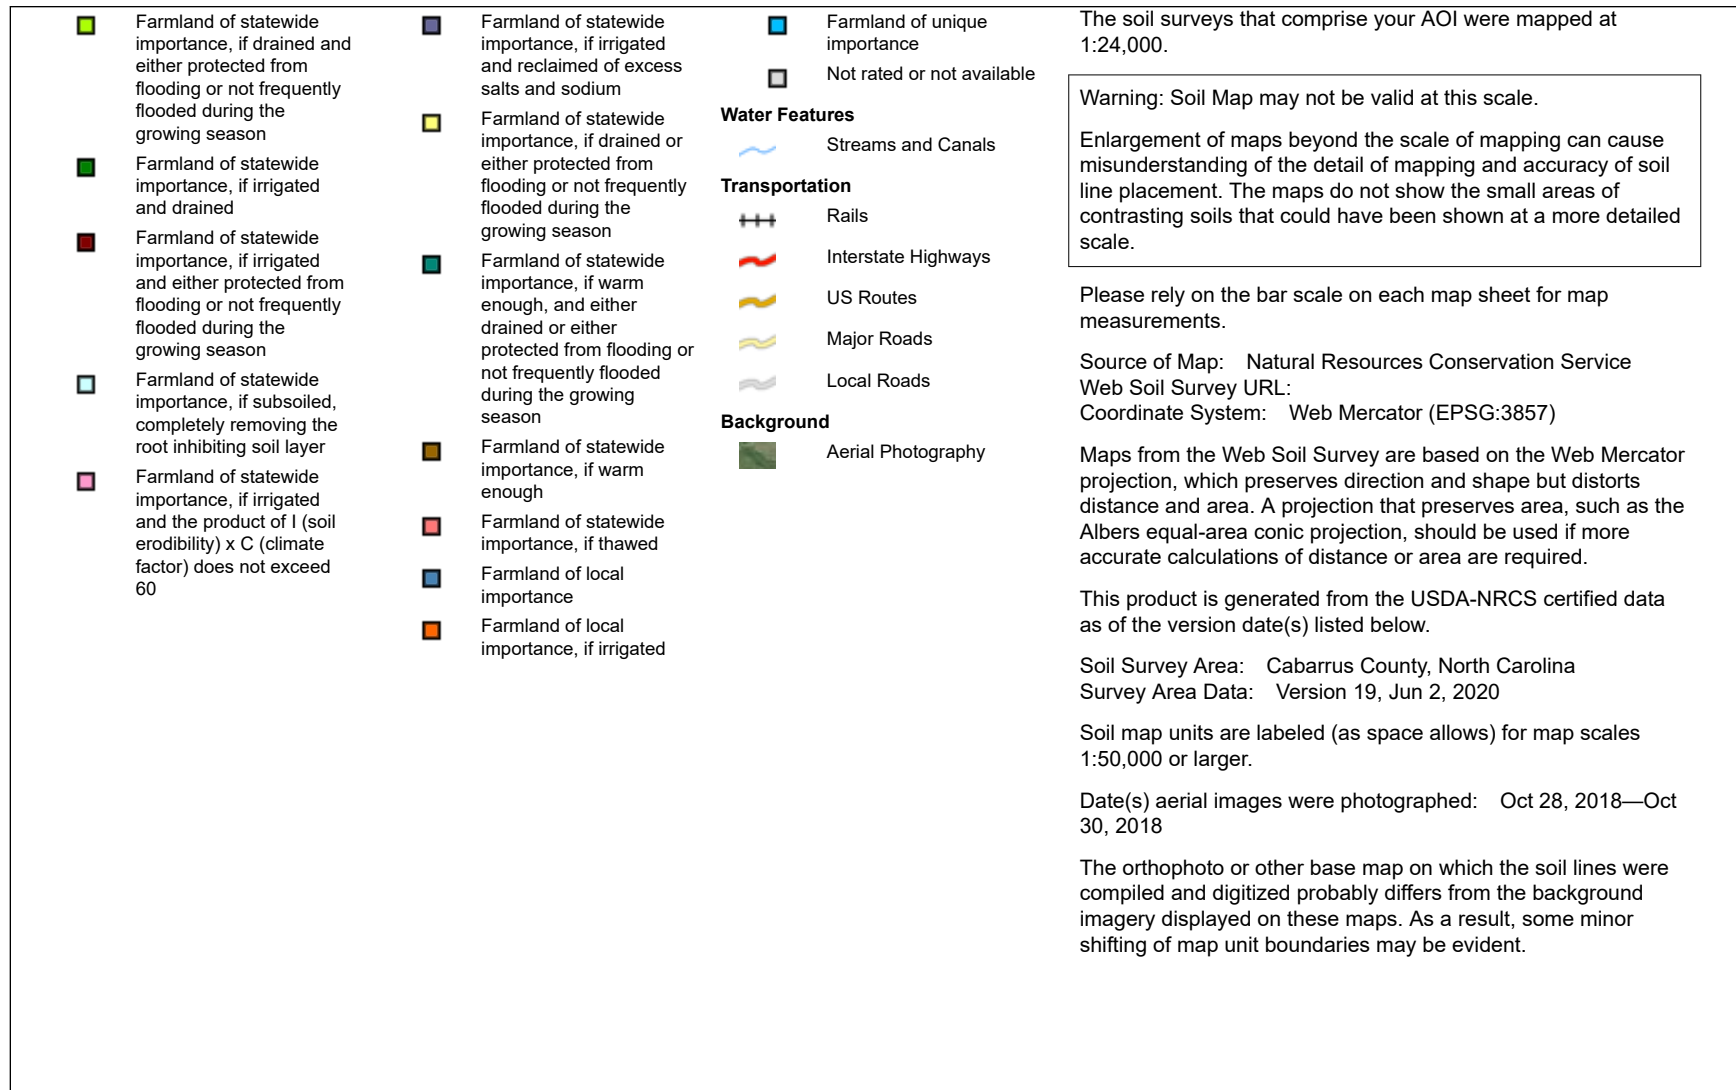 Farmland of statewide
importance, if drained and
either protected from
flooding or not frequently
flooded during the
growing season
Farmland of statewide
importance, if irrigated
and drained
Farmland of statewide
importance, if irrigated
and either protected from
flooding or not frequently
flooded during the
growing season
Farmland of statewide
importance, if subsoiled,
completely removing the
root inhibiting soil layer
Farmland of statewide
importance, if irrigated
and the product of I (soil
erodibility) x C (climate
factor) does not exceed
60
Farmland of statewide
importance, if irrigated
and reclaimed of excess
salts and sodium
Farmland of statewide
importance, if drained or
either protected from
flooding or not frequently
flooded during the
growing season
Farmland of statewide
importance, if warm
enough, and either
drained or either
protected from flooding or
not frequently flooded
during the growing
season
Farmland of statewide
importance, if warm
enough
Farmland of statewide
importance, if thawed
Farmland of local
importance
Farmland of local
importance, if irrigated
Farmland of unique
importance
Not rated or not available
Water Features
Streams and Canals
Transportation
Rails
Interstate Highways
US Routes
Major Roads
Local Roads
Background
Aerial Photography
The soil surveys that comprise your AOI were mapped at
1:24,000.
Warning: Soil Map may not be valid at this scale.
Enlargement of maps beyond the scale of mapping can cause
misunderstanding of the detail of mapping and accuracy of soil
line placement. The maps do not show the small areas of
contrasting soils that could have been shown at a more detailed
scale.
Please rely on the bar scale on each map sheet for map
measurements.
Source of Map: Natural Resources Conservation Service
Web Soil Survey URL:
Coordinate System: Web Mercator (EPSG:3857)
Maps from the Web Soil Survey are based on the Web Mercator
projection, which preserves direction and shape but distorts
distance and area. A projection that preserves area, such as the
Albers equal-area conic projection, should be used if more
accurate calculations of distance or area are required.
This product is generated from the USDA-NRCS certified data
as of the version date(s) listed below.
Soil Survey Area: Cabarrus County, North Carolina
Survey Area Data: Version 19, Jun 2, 2020
Soil map units are labeled (as space allows) for map scales
1:50,000 or larger.
Date(s) aerial images were photographed: Oct 28, 2018—Oct
30, 2018
The orthophoto or other base map on which the soil lines were
compiled and digitized probably differs from the background
imagery displayed on these maps. As a result, some minor
shifting of map unit boundaries may be evident.